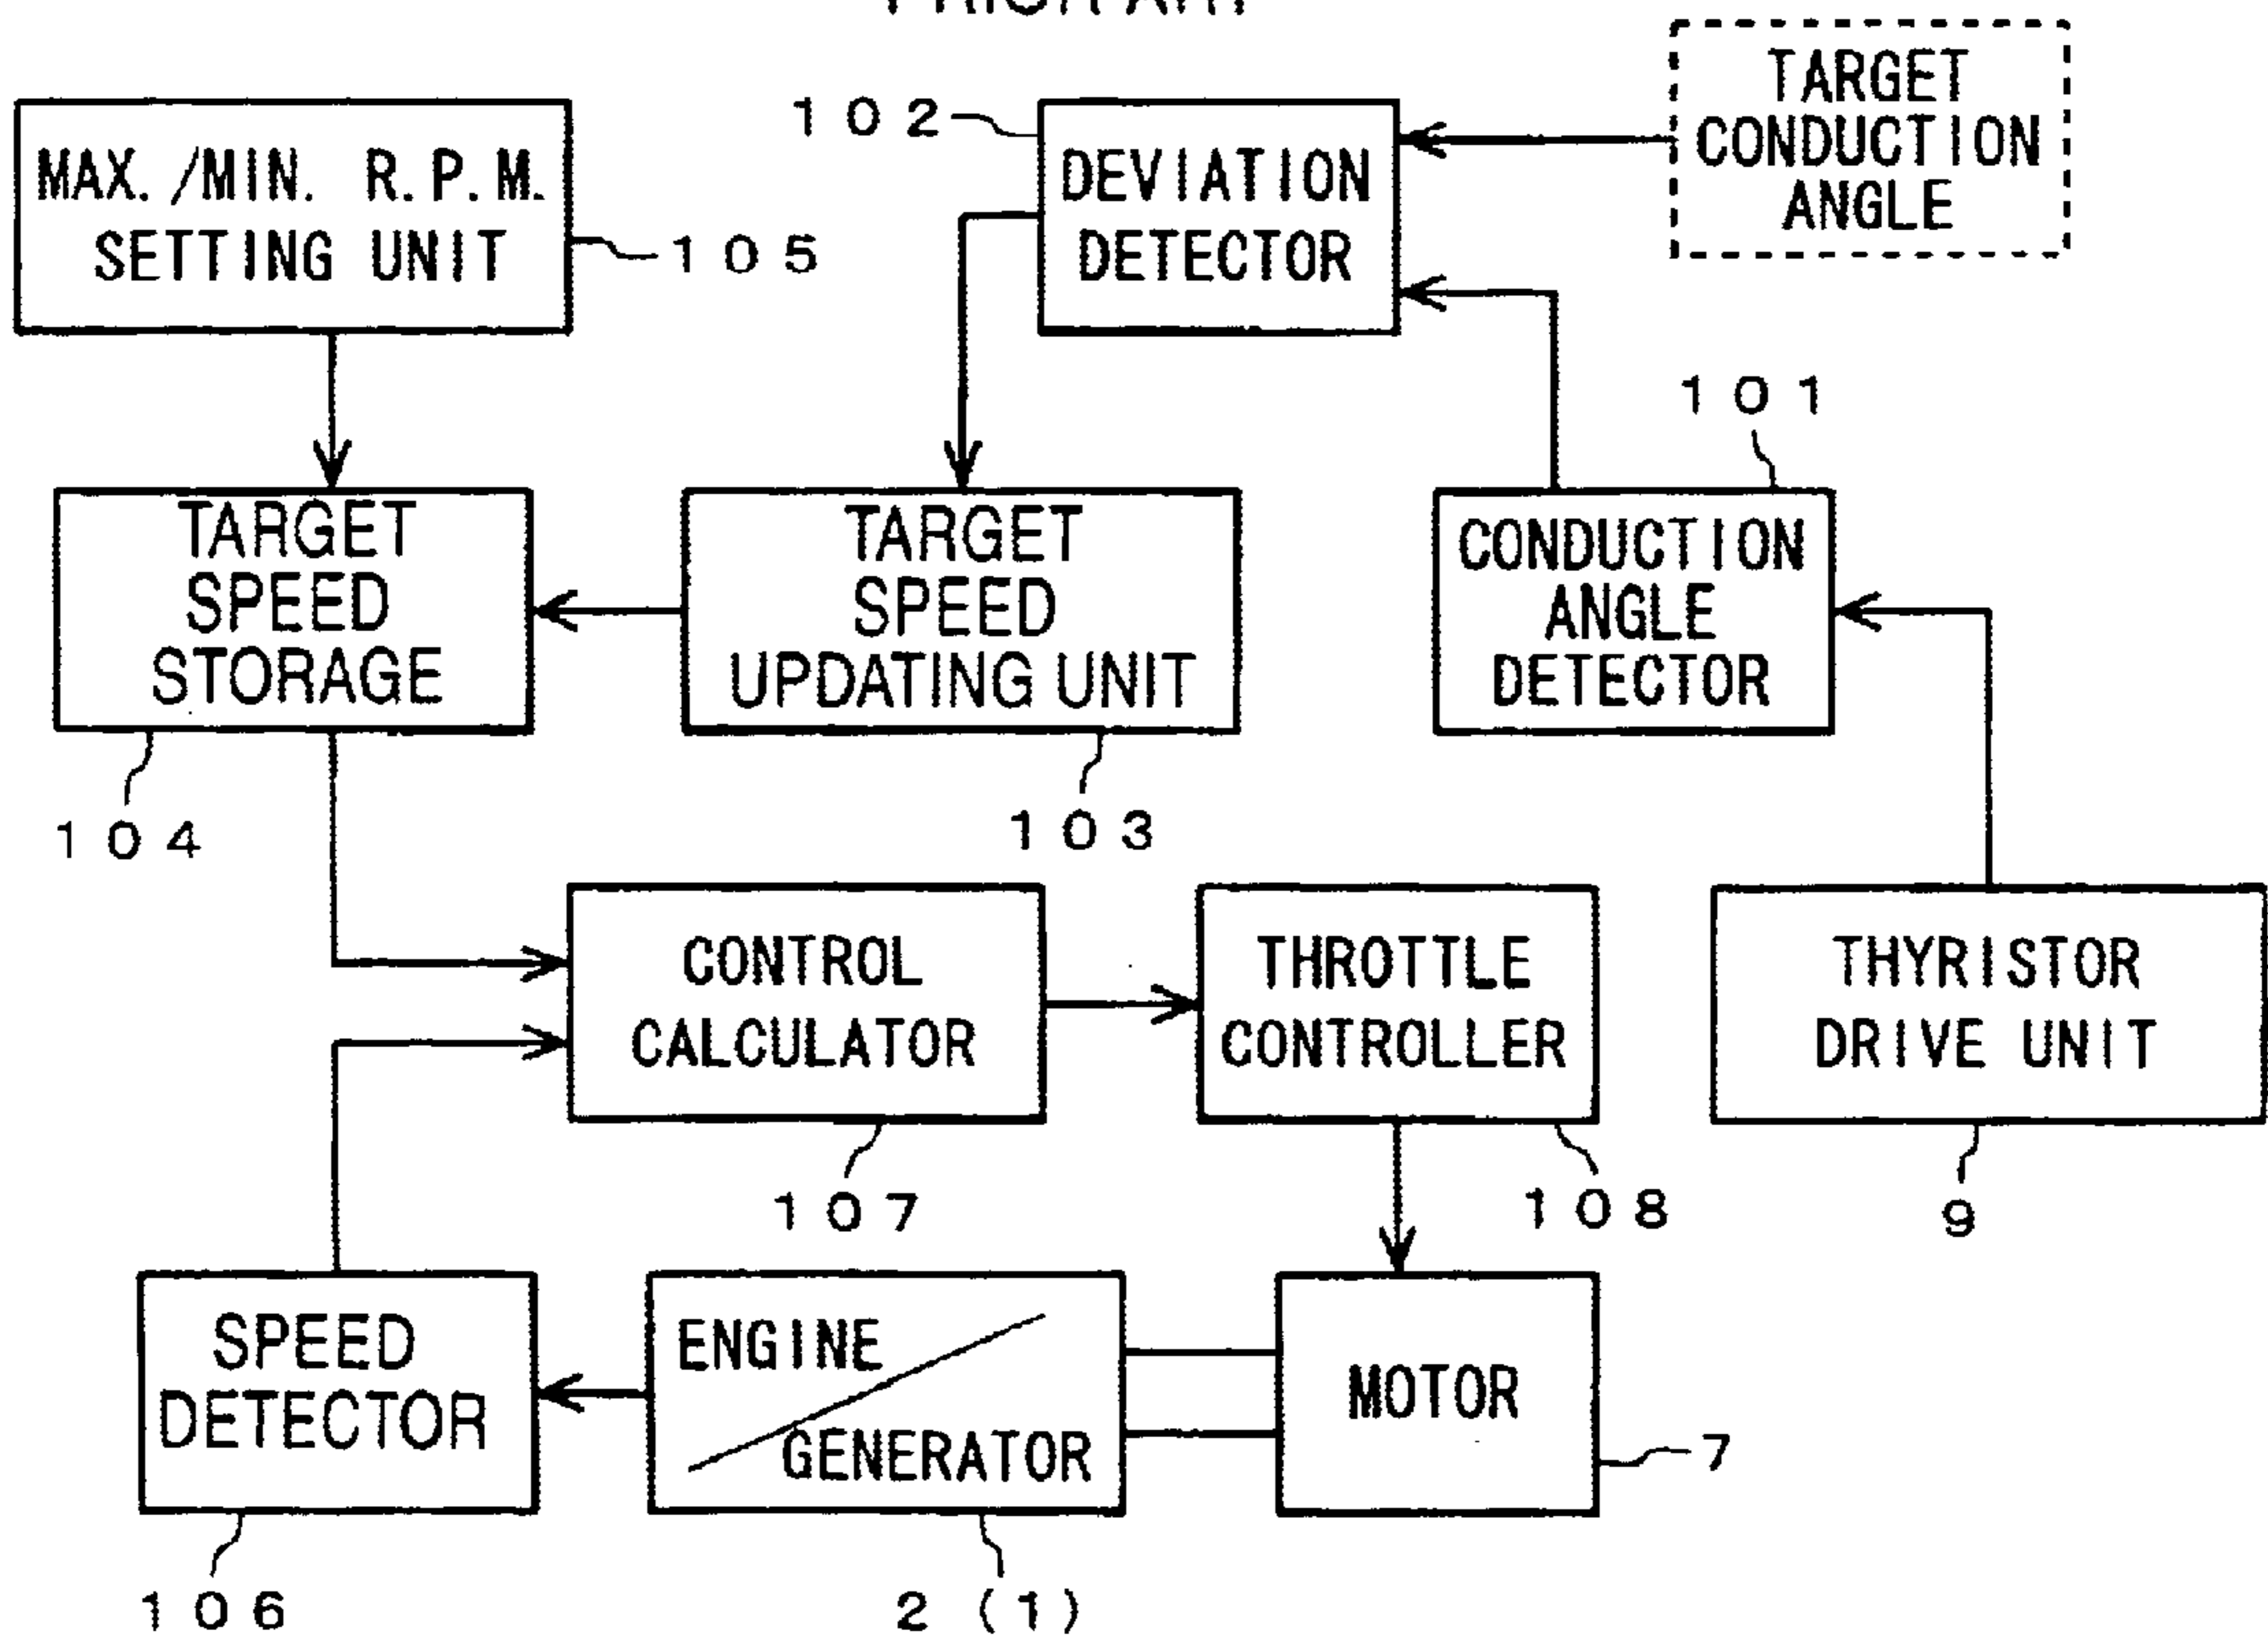 PRIOR ART
TARGET
CONDUCTION
ANGLE
102
DEVIATION
DETECTOR
MAX./MIN. R.P.M.
SETTING UNIT
105
101
TARGET
SPEED
STORAGE
TARGET
SPEED
UPDATING UNIT
CONDUCTION
ANGLE
DETECTOR
104
103
CONTROL
CALCULATOR
THROTTLE
CONTROLLER
THYRISTOR
DRIVE UNIT
107
108
9
SPEED
DETECTOR
ENGINE
GENERATOR
MOTOR
7
106
2 (1)